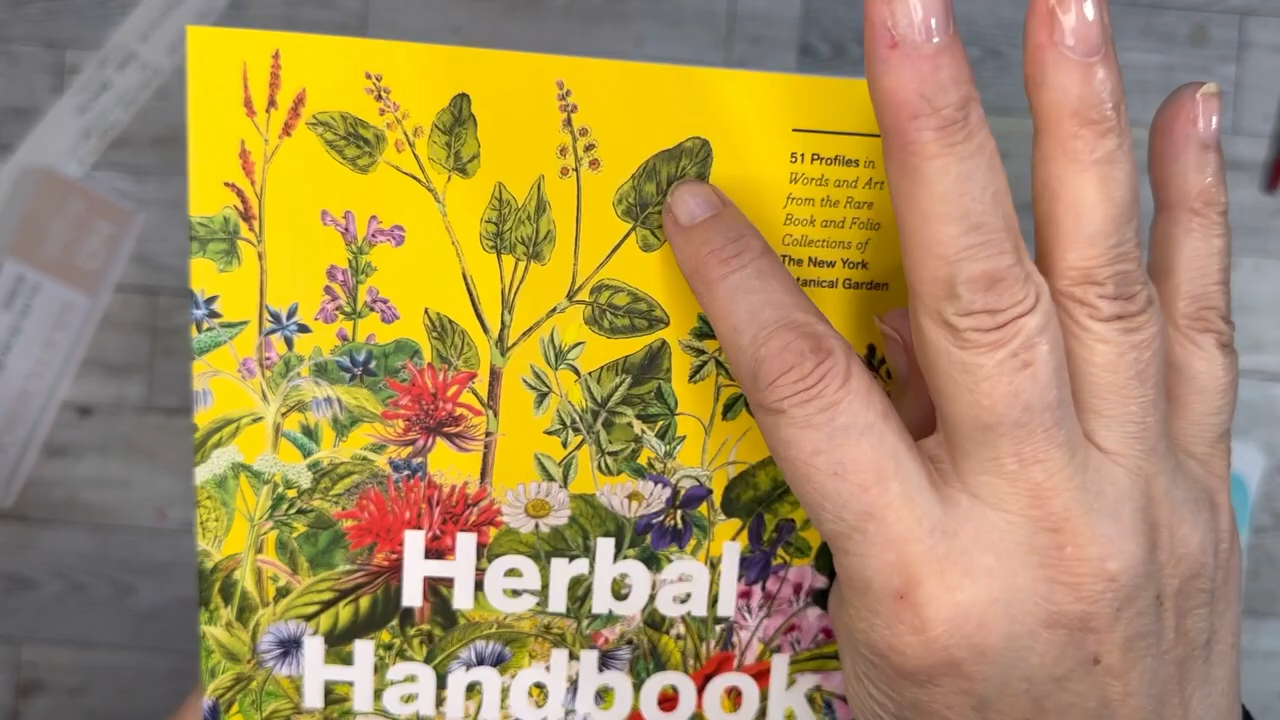 51 Profiles in
Words and Art
from the Rare
Book and Folio
Collections of
The New York
tanical Garden
Herbal
Handbook